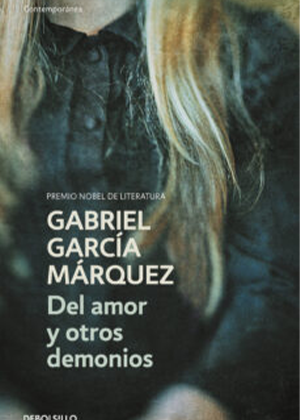 Contemporánea
PREMIO NOBEL DE LITERATURA
GABRIEL
GARCÍA
MÁRQUEZ
Del amor
y otros
demonios
DEBOLSILLO